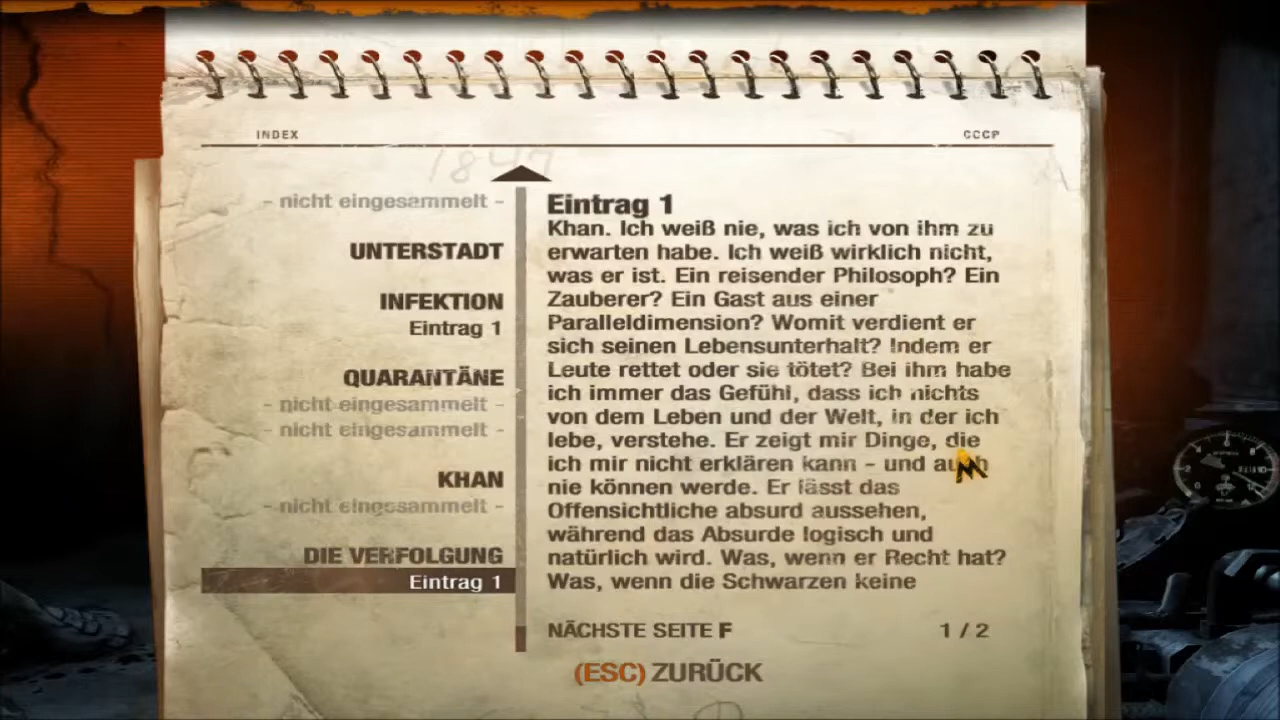 INDEX
CCCP
- nicht eingesammelt -
UNTERSTADT
INFEKTION
Eintrag 1
QUARANTÄNE
- nicht eingesammelt -
- nicht eingesammelt -
KHAN
- nicht eingesammelt -
DIE VERFOLGUNG
Eintrag 1
Eintrag 1
Khan. Ich weiß nie, was ich von ihm zu
erwarten habe. Ich weiß wirklich nicht,
was er ist. Ein reisender Philosoph? Ein
Zauberer? Ein Gast aus einer
Paralleldimension? Womit verdient er
sich seinen Lebensunterhalt? Indem er
Leute rettet oder sie tötet? Bei ihm habe
ich immer das Gefühl, dass ich nichts
von dem Leben und der Welt, in der ich
lebe, verstehe. Er zeigt mir Dinge, die
ich mir nicht erklären kann - und auch
nie können werde. Er lässt das
Offensichtliche absurd aussehen,
während das Absurde logisch und
natürlich wird. Was, wenn er Recht hat?
Was, wenn die Schwarzen keine
NÄCHSTE SEITE F
1 / 2
(ESC) ZURÜCK